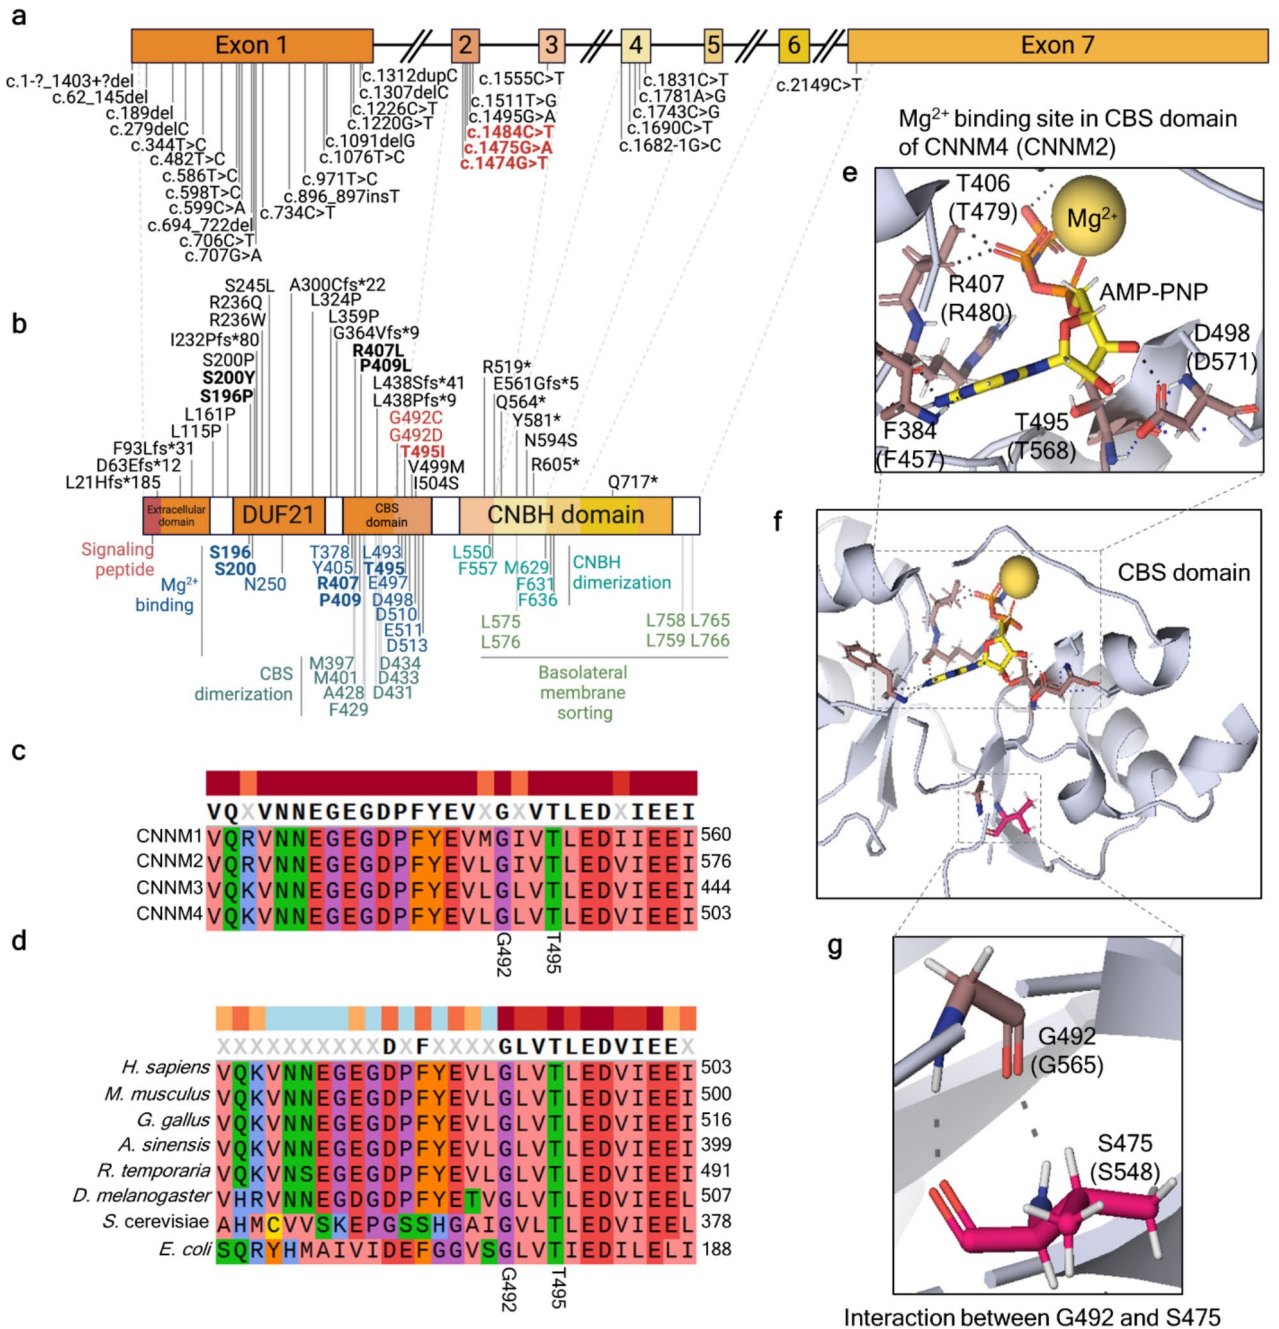 a
Exon 1
2
3
4
5
6
Exon 7
c.1-?_1403+?del
c.62_145del
c.189del
c.279delC
c.344T>C
c.482T>C
c.586T>C
c.598T>C
c.599C>A
c.694_722del
c.706C>T
c.707G>A
c.734C>T
c.896_897insT
c.971T>C
c.1076T>C
c.1091delG
c.1220G>T
c.1226C>T
c.1307delC
c.1312dupC
c.1555C>T
c.1511T>G
c.1495G>A
c.1484C>T
c.1475G>A
c.1474G>T
c.1831C>T
c.1781A>G
c.1743C>G
c.1690C>T
c.1682-1G>C
c.2149C>T
b
S245L
R236Q
R236W
I232Pfs*80
S200P
S200Y
S196P
L161P
L115P
F93Lfs*31
D63Efs*12
L21Hfs*185
A300Cfs*22
L324P
L359P
G364Vfs*9
R407L
P409L
L438Sfs*41
L438Pfs*9
G492C
G492D
T495I
V499M
I504S
R519*
E561Gfs*5
Q564*
Y581*
N594S
R605*
Q717*
Extracellular
domain
DUF21
CBS
domain
CNBH domain
Signaling
peptide
Mg²⁺
binding
S196
S200
N250
T378
Y405
R407
P409
L493
T495
E497
D498
D510
E511
D513
CBS
dimerization
M397
M401
A428
F429
D434
D433
D431
L550
F557
M629
F631
F636
CNBH
dimerization
L575
L576
L758
L759
L765
L766
Basolateral
membrane
sorting
c
VQXVNNEGEGDPFYEVXGXVTLEDXIEEI
CNNM1 VQRVNNEGEGDPFYEVMGIVTLEDIIEEI 560
CNNM2 VQRVNNEGEGDPFYEVLGIVTLEDVIEEI 576
CNNM3 VQKVNNEGEGDPFYEVLGLVTLEDVIEEI 444
CNNM4 VQKVNNEGEGDPFYEVLGLVTLEDVIEEI 503
G492
T495
d
XXXXXXXXXXDXFXXXXGLVTLEDVIEEX
H. sapiens VQKVNNEGEGDPFYEVLGLVTLEDVIEEI 503
M. musculus VQKVNNEGEGDPFYEVLGLVTLEDVIEEI 500
G. gallus VQKVNNEGEGDPFYEVLGLVTLEDVIEEI 516
A. sinensis VQKVNNEGEGDPFYEVLGLVTLEDVIEEI 399
R. temporaria VQKVNSEGEGDPFYEVLGLVTLEDVIEEI 491
D. melanogaster VHRVNNEGDGDPFYETVGLVTLEDVIEEL 507
S. cerevisiae AHMCVVSKEPGSSHGAIGVLTLEDVIEEL 378
E. coli SQRYHMAIVIDEFGGVSGLVTIEDILELI 188
G492
T495
Mg²⁺ binding site in CBS domain
of CNNM4 (CNNM2)
e
T406
(T479)
Mg²⁺
R407
(R480)
AMP-PNP
D498
(D571)
F384
(F457)
T495
(T568)
f
CBS domain
g
G492
(G565)
S475
(S548)
Interaction between G492 and S475